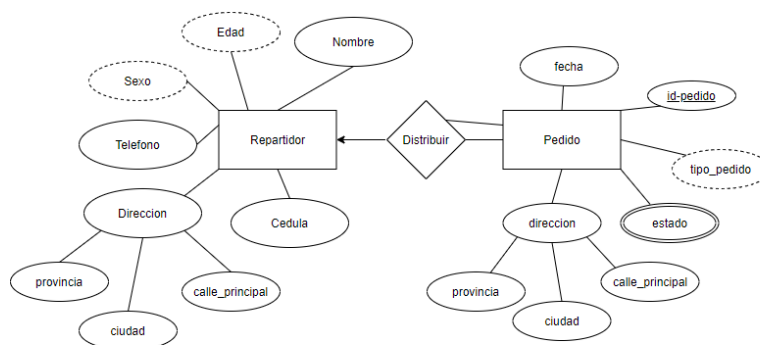 Edad
Nombre
Sexo
fecha
id-pedido
Telefono
Repartidor
Distribuir
Pedido
tipo_pedido
Direccion
Cedula
direccion
estado
provincia
calle_principal
ciudad
provincia
calle_principal
ciudad